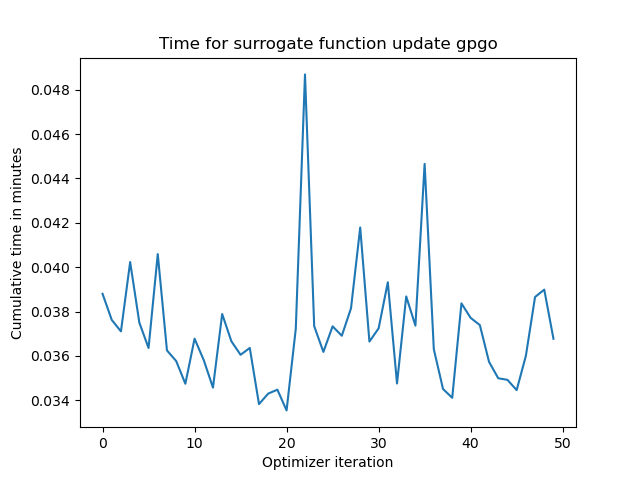 Time for surrogate function update gpgo
Cumulative time in minutes
0.048
0.046
0.044
0.042
0.040
0.038
0.036
0.034
0 10 20 30 40 50
Optimizer iteration